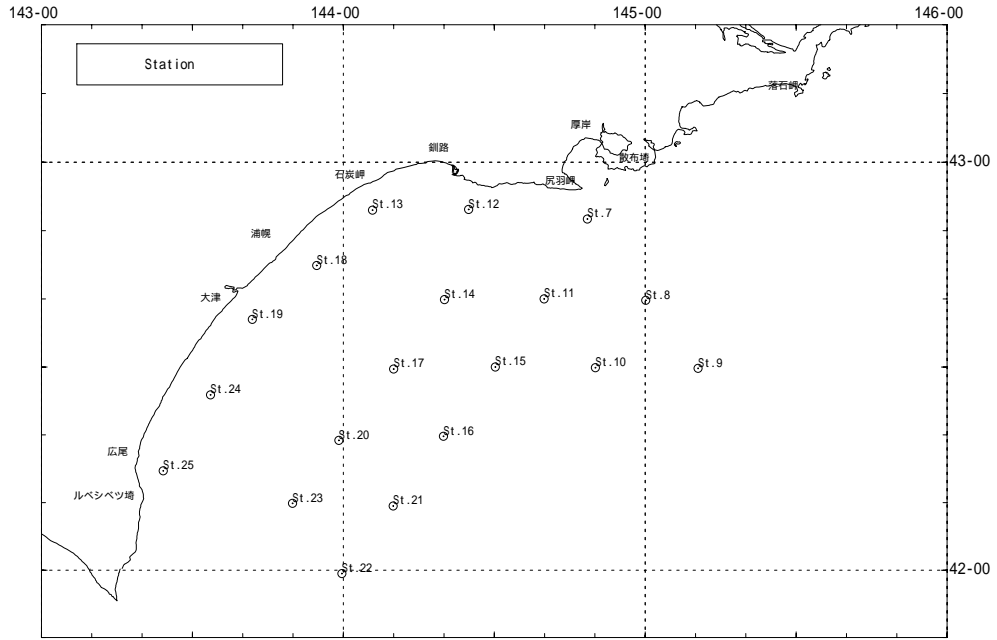 143-00
144-00
145-00
146-00
Station
落石岬
厚岸
釧路
散布埼
43-00
石炭岬
尻羽岬
St.13
St.12
St.7
浦幌
St.18
大津
St.14
St.11
St.8
St.19
St.17
St.15
St.10
St.9
St.24
St.20
St.16
広尾
St.25
ルベシベツ埼
St.23
St.21
St.22
42-00